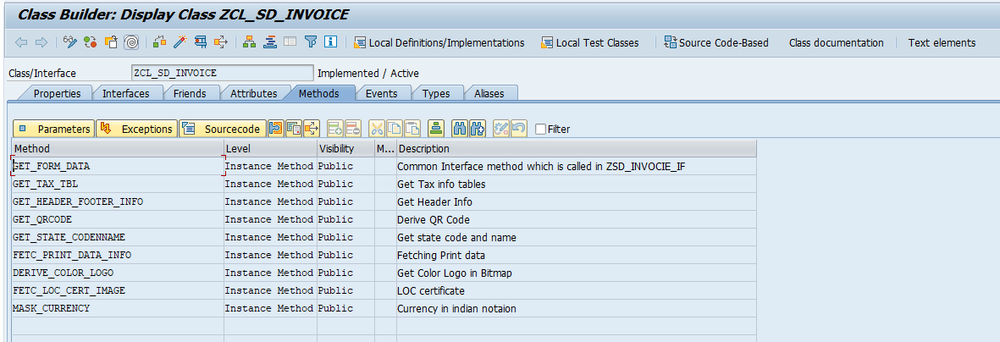 Class Builder: Display Class ZCL_SD_INVOICE
Local Definitions/Implementations Local Test Classes Source Code-Based Class documentation Text elements
Class/Interface ZCL_SD_INVOICE Implemented / Active
Properties Interfaces Friends Attributes Methods Events Types Aliases
Parameters Exceptions Sourcecode Filter
Method Level Visibility M... Description
GET_FORM_DATA Instance Method Public Common Interface method which is called in ZSD_INVOCIE_IF
GET_TAX_TBL Instance Method Public Get Tax info tables
GET_HEADER_FOOTER_INFO Instance Method Public Get Header Info
GET_QRCODE Instance Method Public Derive QR Code
GET_STATE_CODENNAME Instance Method Public Get state code and name
FETC_PRINT_DATA_INFO Instance Method Public Fetching Print data
DERIVE_COLOR_LOGO Instance Method Public Get Color Logo in Bitmap
FETC_LOC_CERT_IMAGE Instance Method Public LOC certificate
MASK_CURRENCY Instance Method Public Currency in indian notaion